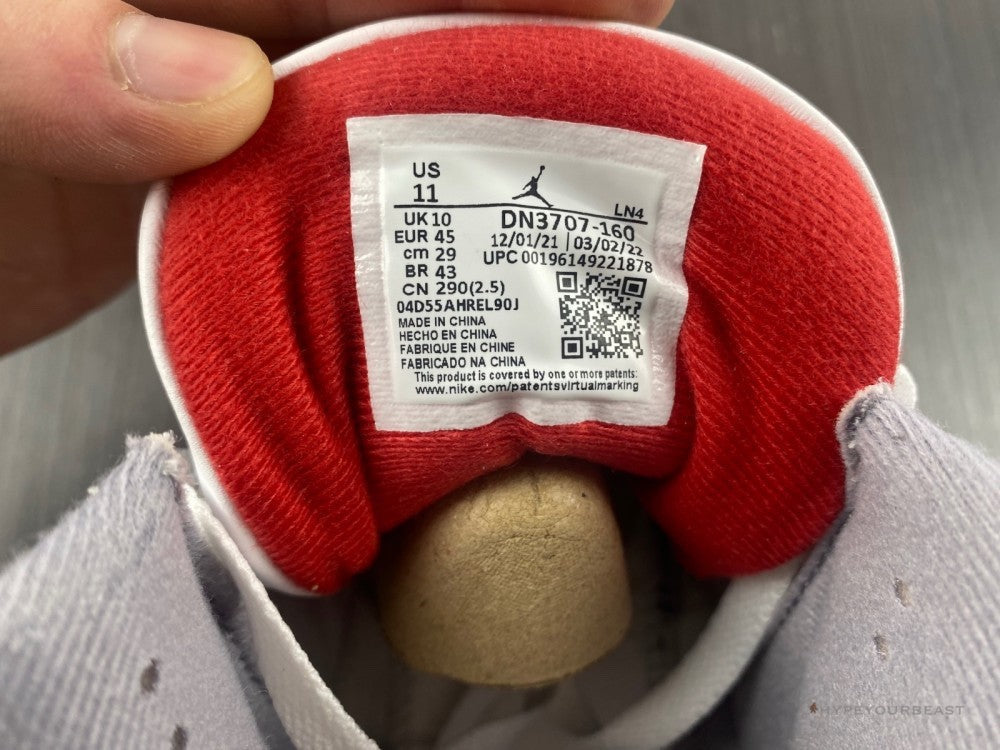 US
11
LN4
UK 10
DN3707-160
EUR 45
12/01/21 | 03/02/22
cm 29
UPC 00196149221878
BR 43
CN 290(2.5)
04D55AHREL90J
MADE IN CHINA
HECHO EN CHINA
FABRIQUE EN CHINE
FABRICADO NA CHINA
This product is covered by one or more patents:
www.nike.com/patentsvirtualmarking
HYPEYOURBEAST